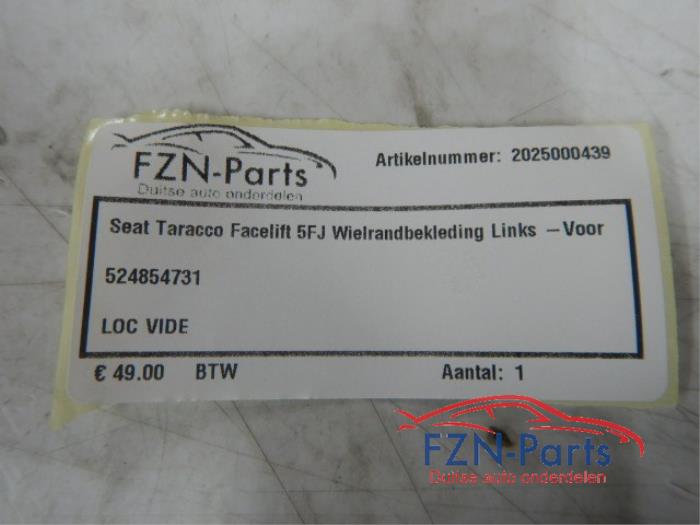 FZN-Parts
Duitse auto onderdelen
Artikelnummer: 2025000439
Seat Taracco Facelift 5FJ Wielrandbekleding Links – Voor
524854731
LOC VIDE
€ 49.00 BTW Aantal: 1
FZN-Parts
Duitse auto onderdelen